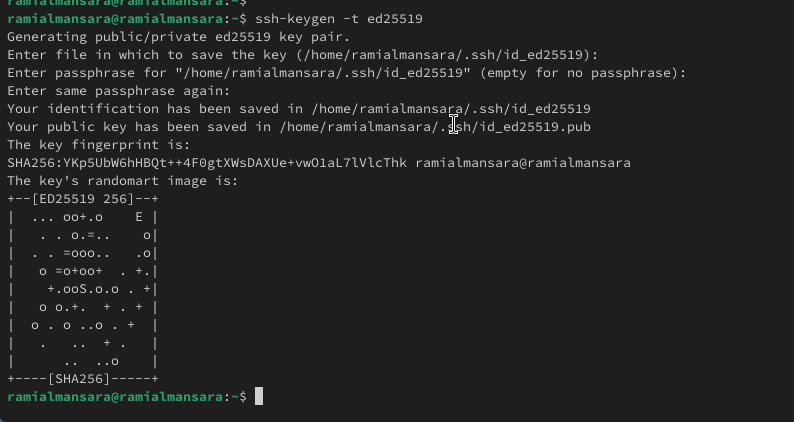 ramialmansara@ramialmansara:~$
ramialmansara@ramialmansara:~$ ssh-keygen -t ed25519
Generating public/private ed25519 key pair.
Enter file in which to save the key (/home/ramialmansara/.ssh/id_ed25519):
Enter passphrase for "/home/ramialmansara/.ssh/id_ed25519" (empty for no passphrase):
Enter same passphrase again:
Your identification has been saved in /home/ramialmansara/.ssh/id_ed25519
Your public key has been saved in /home/ramialmansara/.ssh/id_ed25519.pub
The key fingerprint is:
SHA256:YKp5UbW6hHBQt++4F0gtXWsDAXUe+vwO1aL7lVlcThk ramialmansara@ramialmansara
The key's randomart image is:
+--[ED25519 256]--+
|  ... oo+.o    E |
|   . . o.=..    o|
|  . . =ooo..   .o|
|   o =o+oo+  . +.|
|    +.ooS.o.o . +|
|   o o.+.  + . + |
|  o . o ..o . +  |
|   .   ..  + .   |
|      ..  ..o    |
+----[SHA256]-----+
ramialmansara@ramialmansara:~$